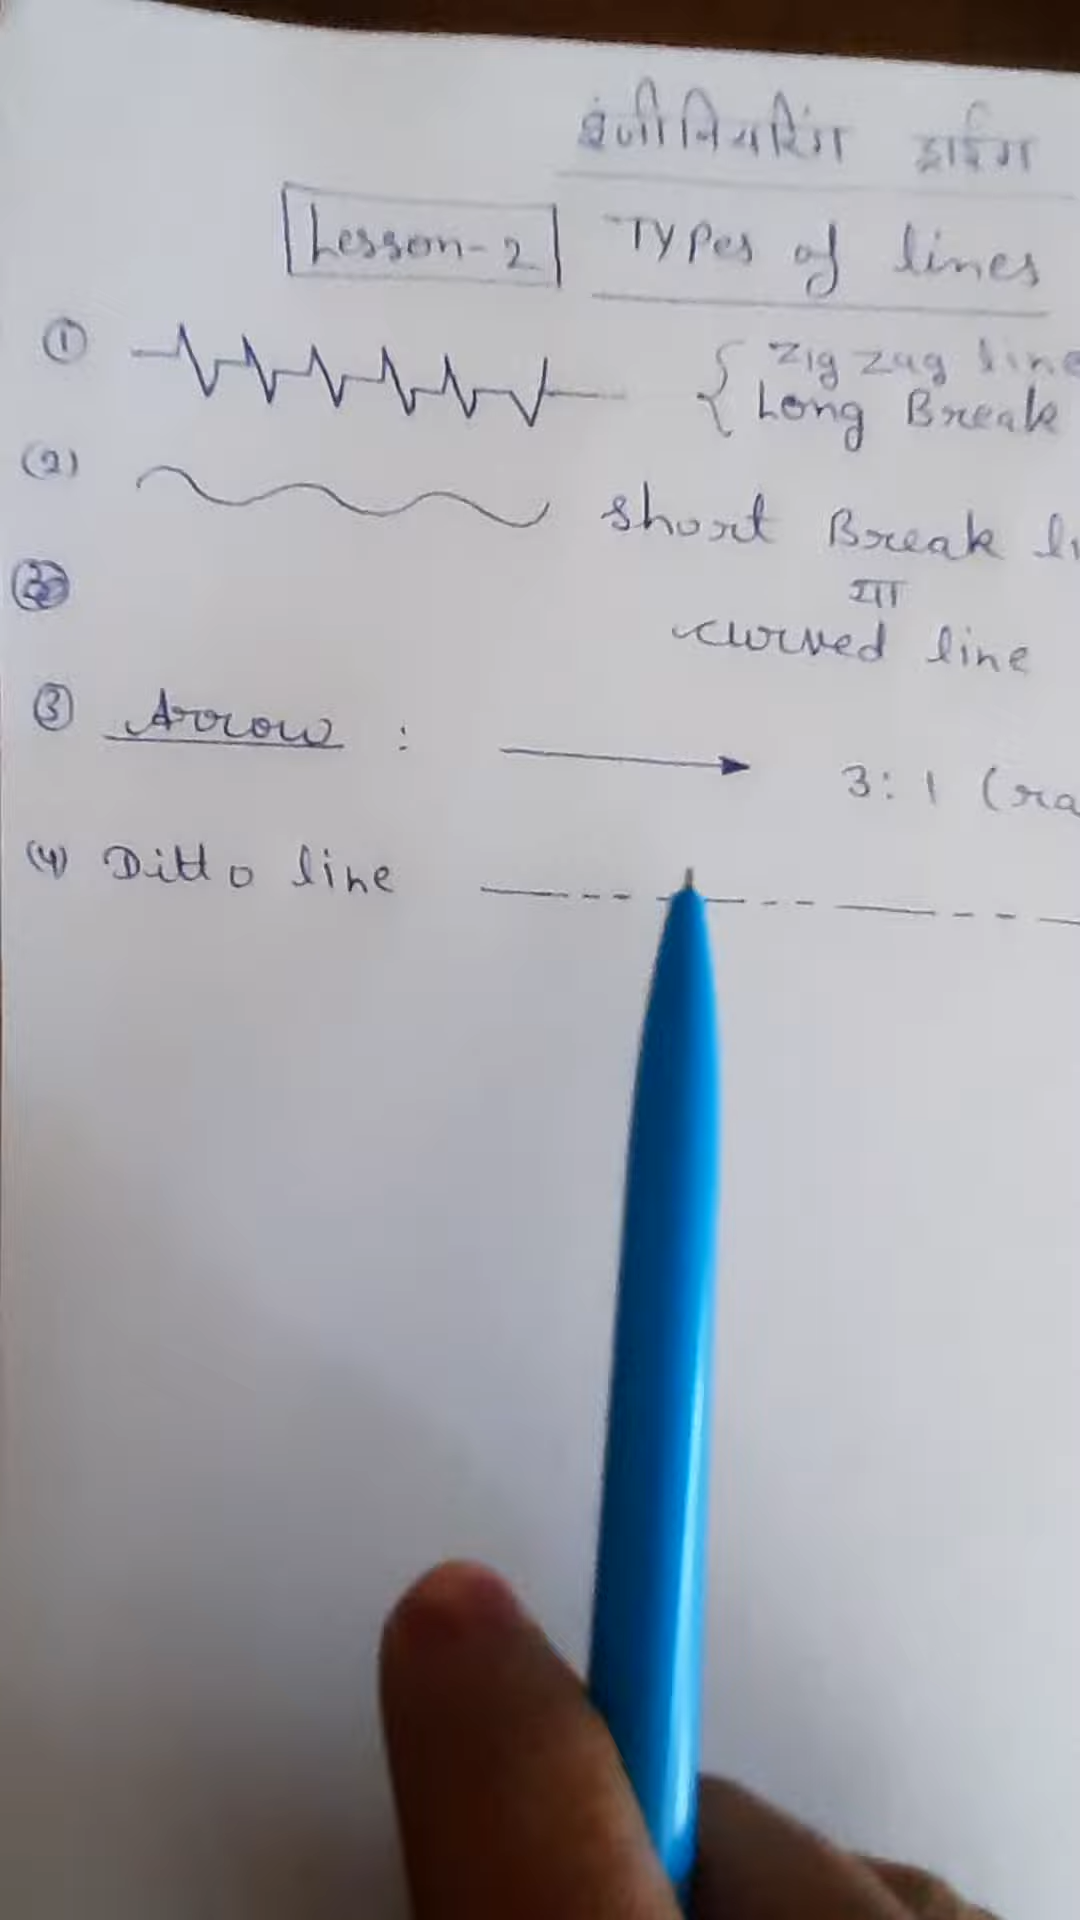 इंजीनियरिंग ड्राईंग
Lesson-2 Types of lines
① Zig zag line
Long Break
(2) Short Break
या
curved line
③ Arrow : 3:1
(4) Ditto line